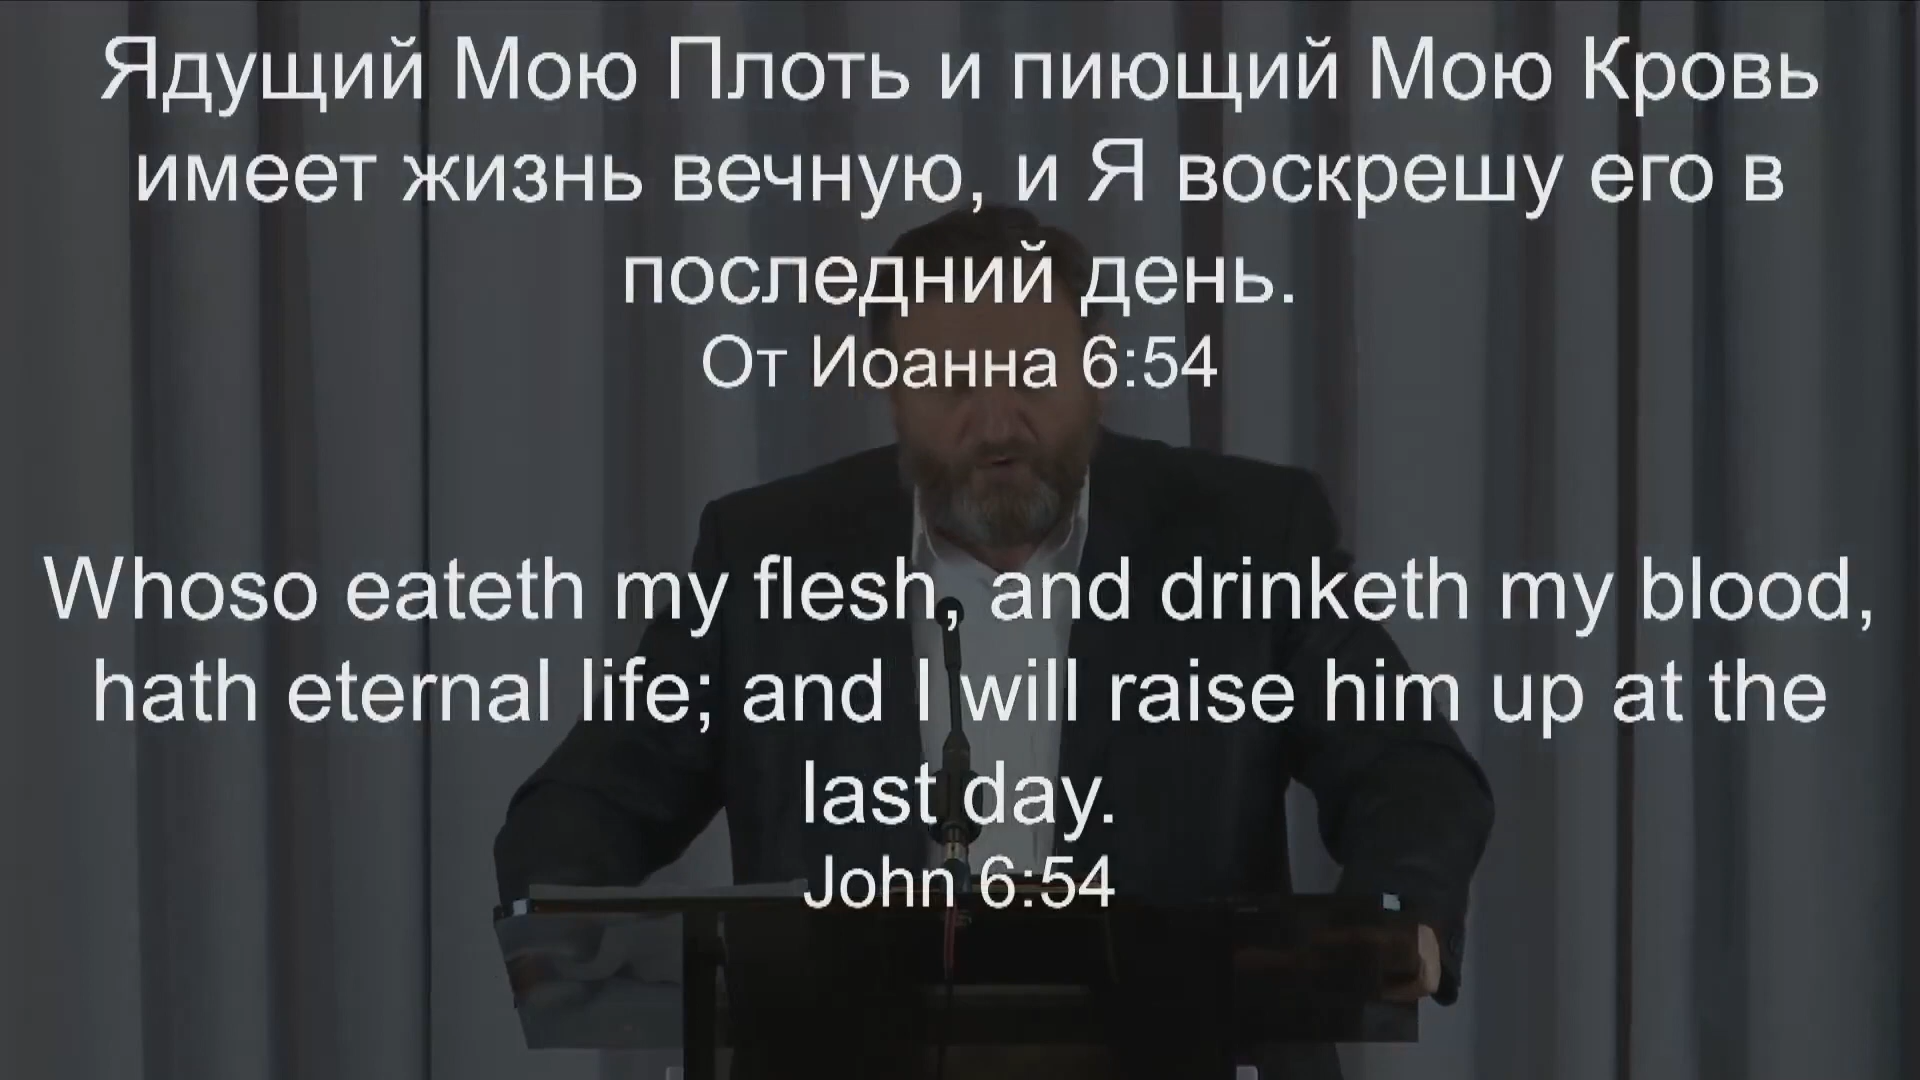 Ядущий Мою Плоть и пиющий Мою Кровь
имеет жизнь вечную, и Я воскрешу его в
последний день.
От Иоанна 6:54
Whoso eateth my flesh, and drinketh my blood,
hath eternal life; and I will raise him up at the
last day.
John 6:54